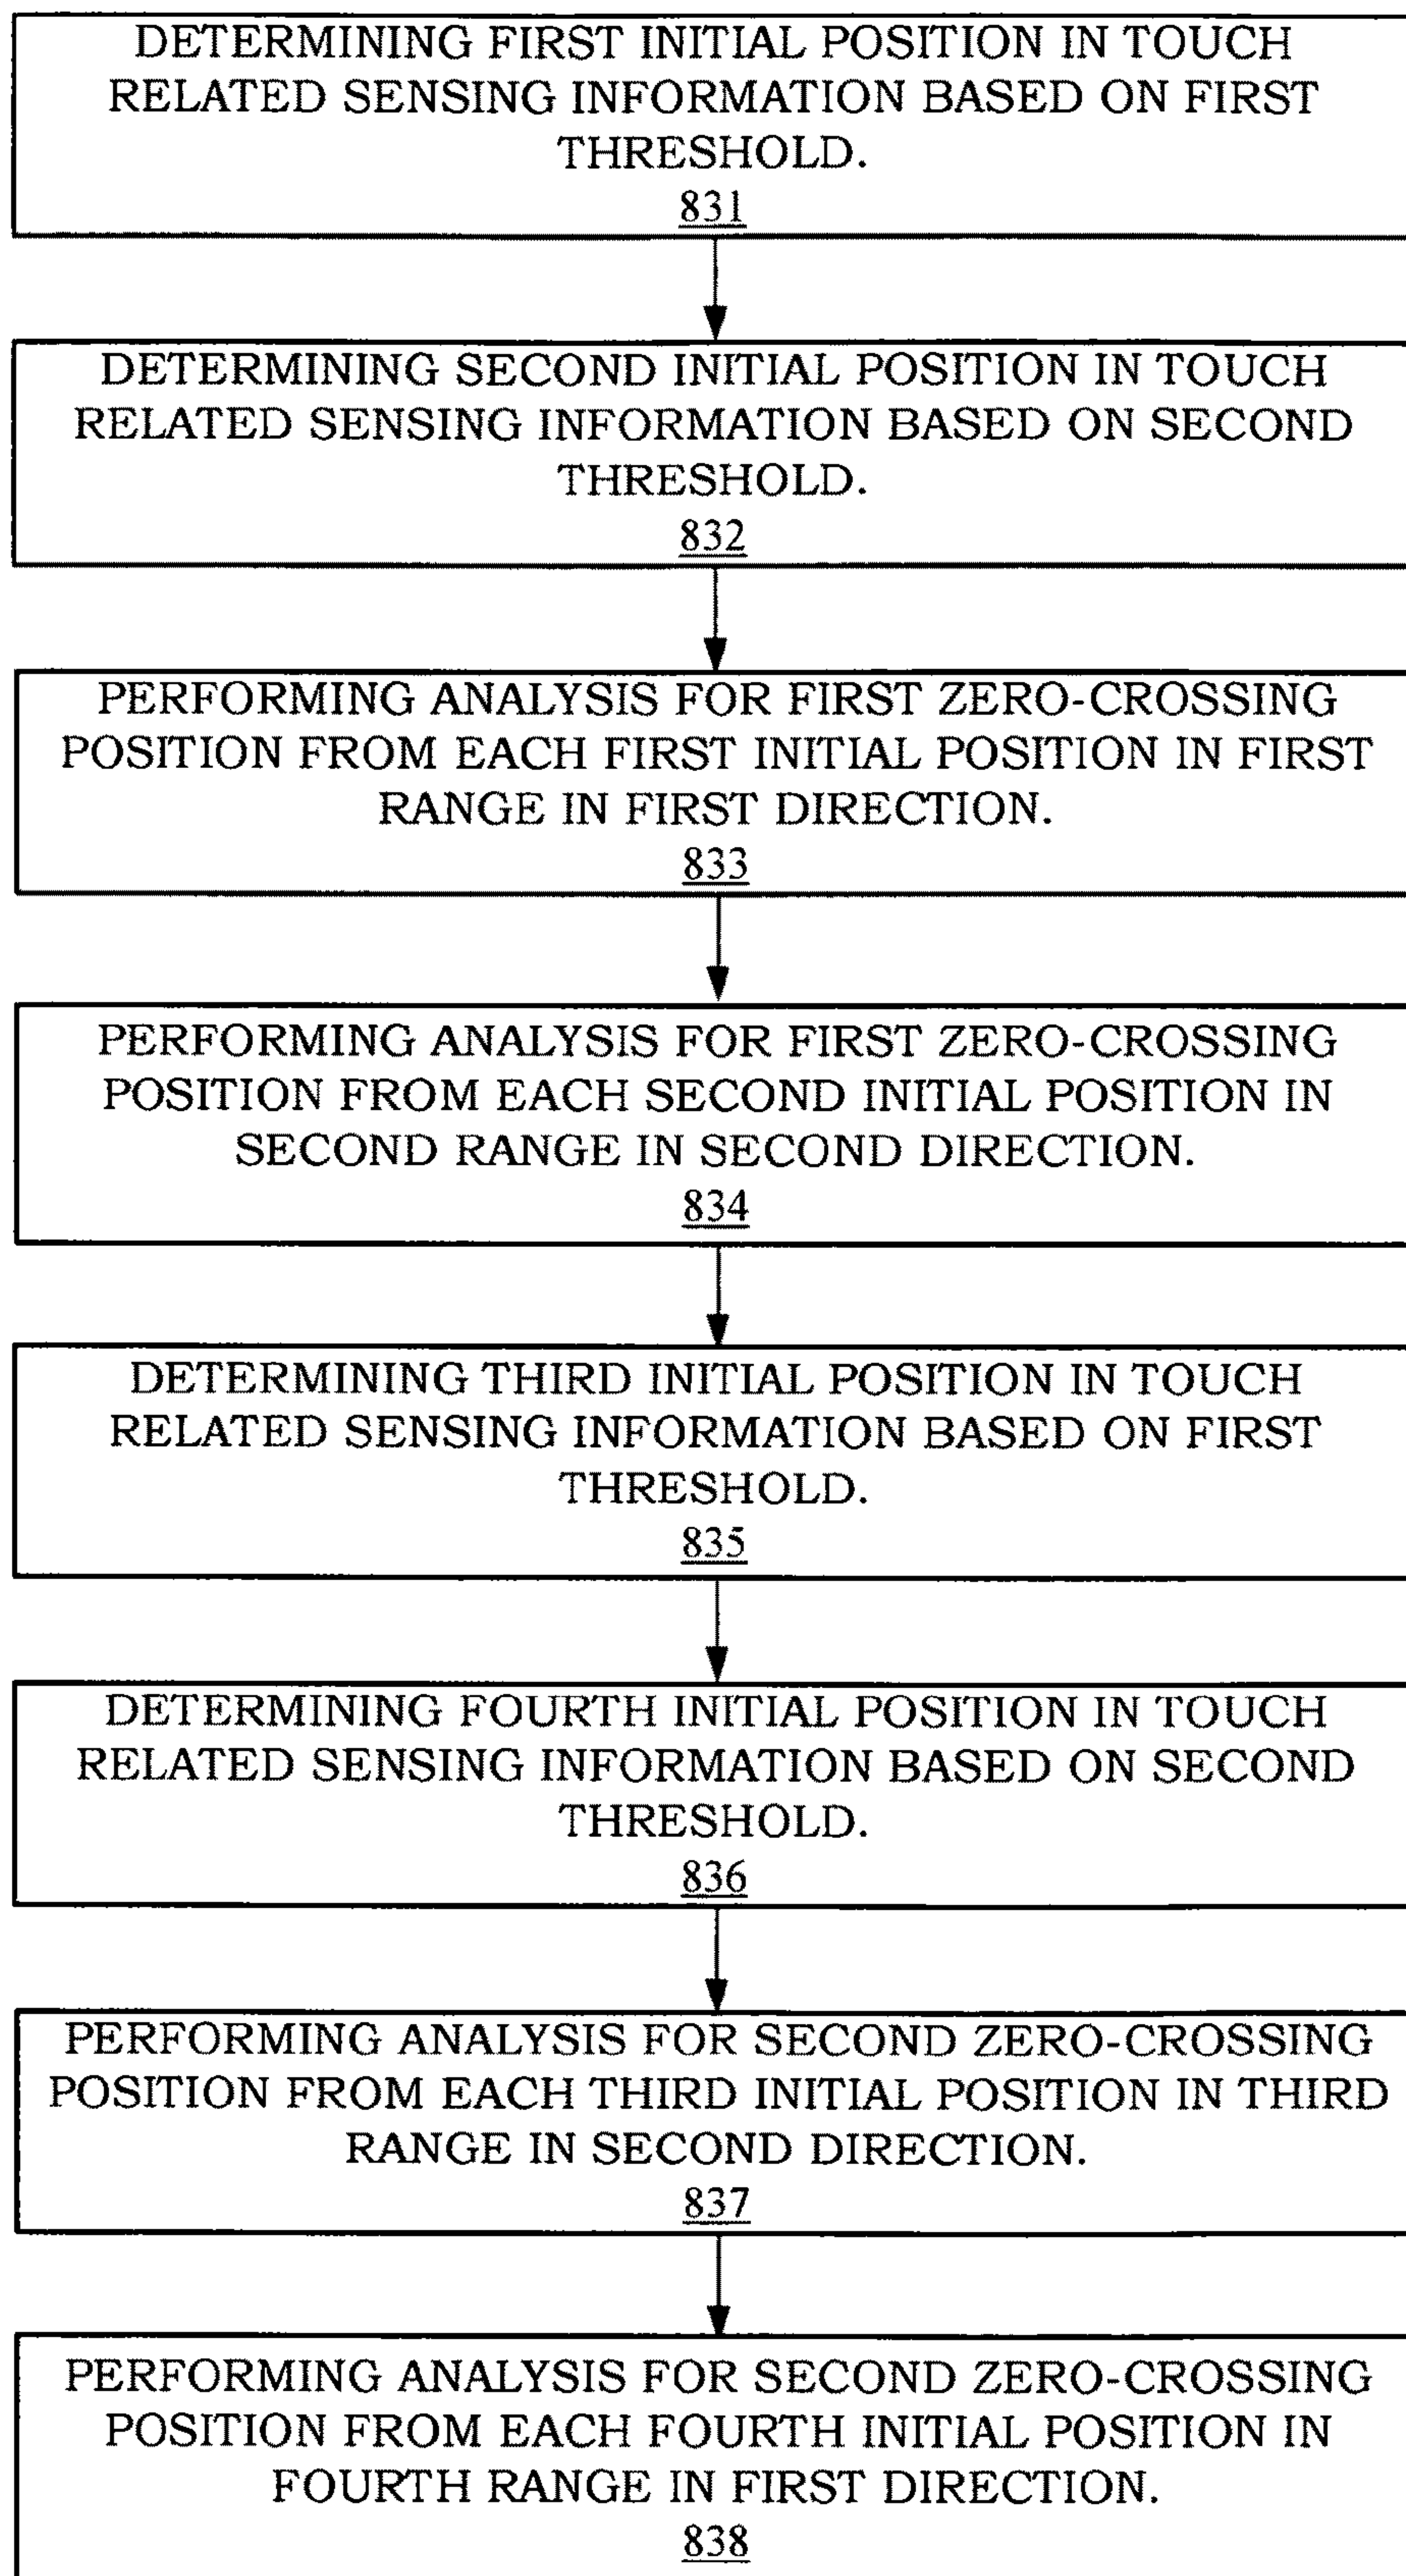 DETERMINING FIRST INITIAL POSITION IN TOUCH
RELATED SENSING INFORMATION BASED ON FIRST
THRESHOLD.
831
DETERMINING SECOND INITIAL POSITION IN TOUCH
RELATED SENSING INFORMATION BASED ON SECOND
THRESHOLD.
832
PERFORMING ANALYSIS FOR FIRST ZERO-CROSSING
POSITION FROM EACH FIRST INITIAL POSITION IN FIRST
RANGE IN FIRST DIRECTION.
833
PERFORMING ANALYSIS FOR FIRST ZERO-CROSSING
POSITION FROM EACH SECOND INITIAL POSITION IN
SECOND RANGE IN SECOND DIRECTION.
834
DETERMINING THIRD INITIAL POSITION IN TOUCH
RELATED SENSING INFORMATION BASED ON FIRST
THRESHOLD.
835
DETERMINING FOURTH INITIAL POSITION IN TOUCH
RELATED SENSING INFORMATION BASED ON SECOND
THRESHOLD.
836
PERFORMING ANALYSIS FOR SECOND ZERO-CROSSING
POSITION FROM EACH THIRD INITIAL POSITION IN THIRD
RANGE IN SECOND DIRECTION.
837
PERFORMING ANALYSIS FOR SECOND ZERO-CROSSING
POSITION FROM EACH FOURTH INITIAL POSITION IN
FOURTH RANGE IN FIRST DIRECTION.
838